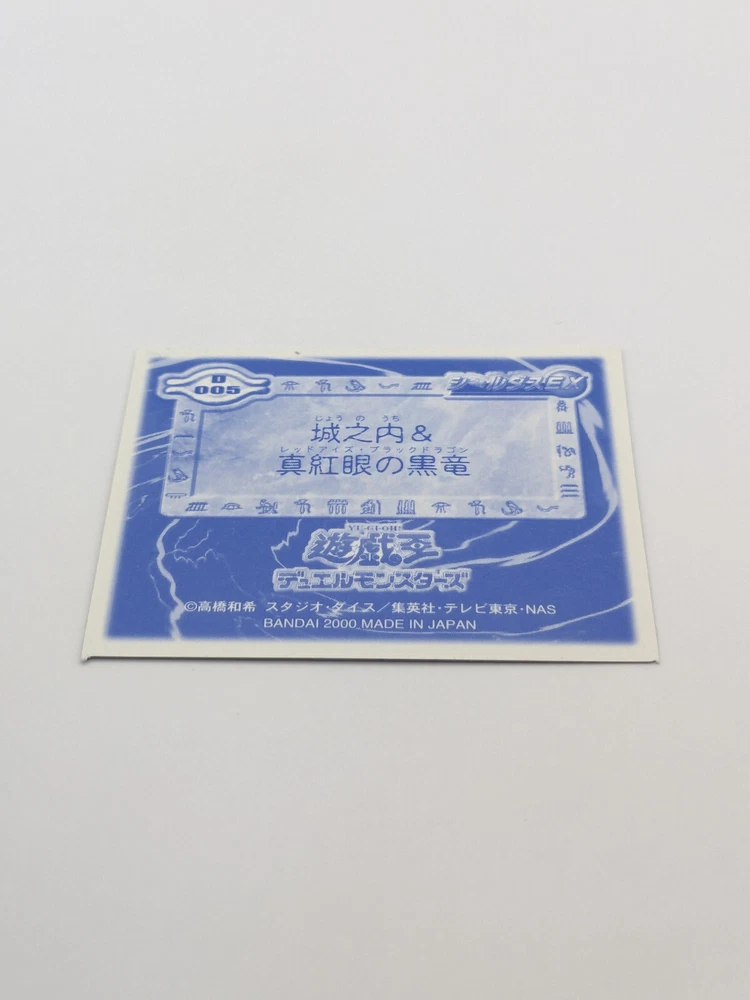 D
005
シールダスEX
じょう の うち
城之内&
レッドアイズ・ブラックドラゴン
真紅眼の黒竜
YU-GI-OH!
遊戯王
デュエルモンスターズ
©高橋和希 スタジオ・ダイス/集英社・テレビ東京・NAS
BANDAI 2000 MADE IN JAPAN